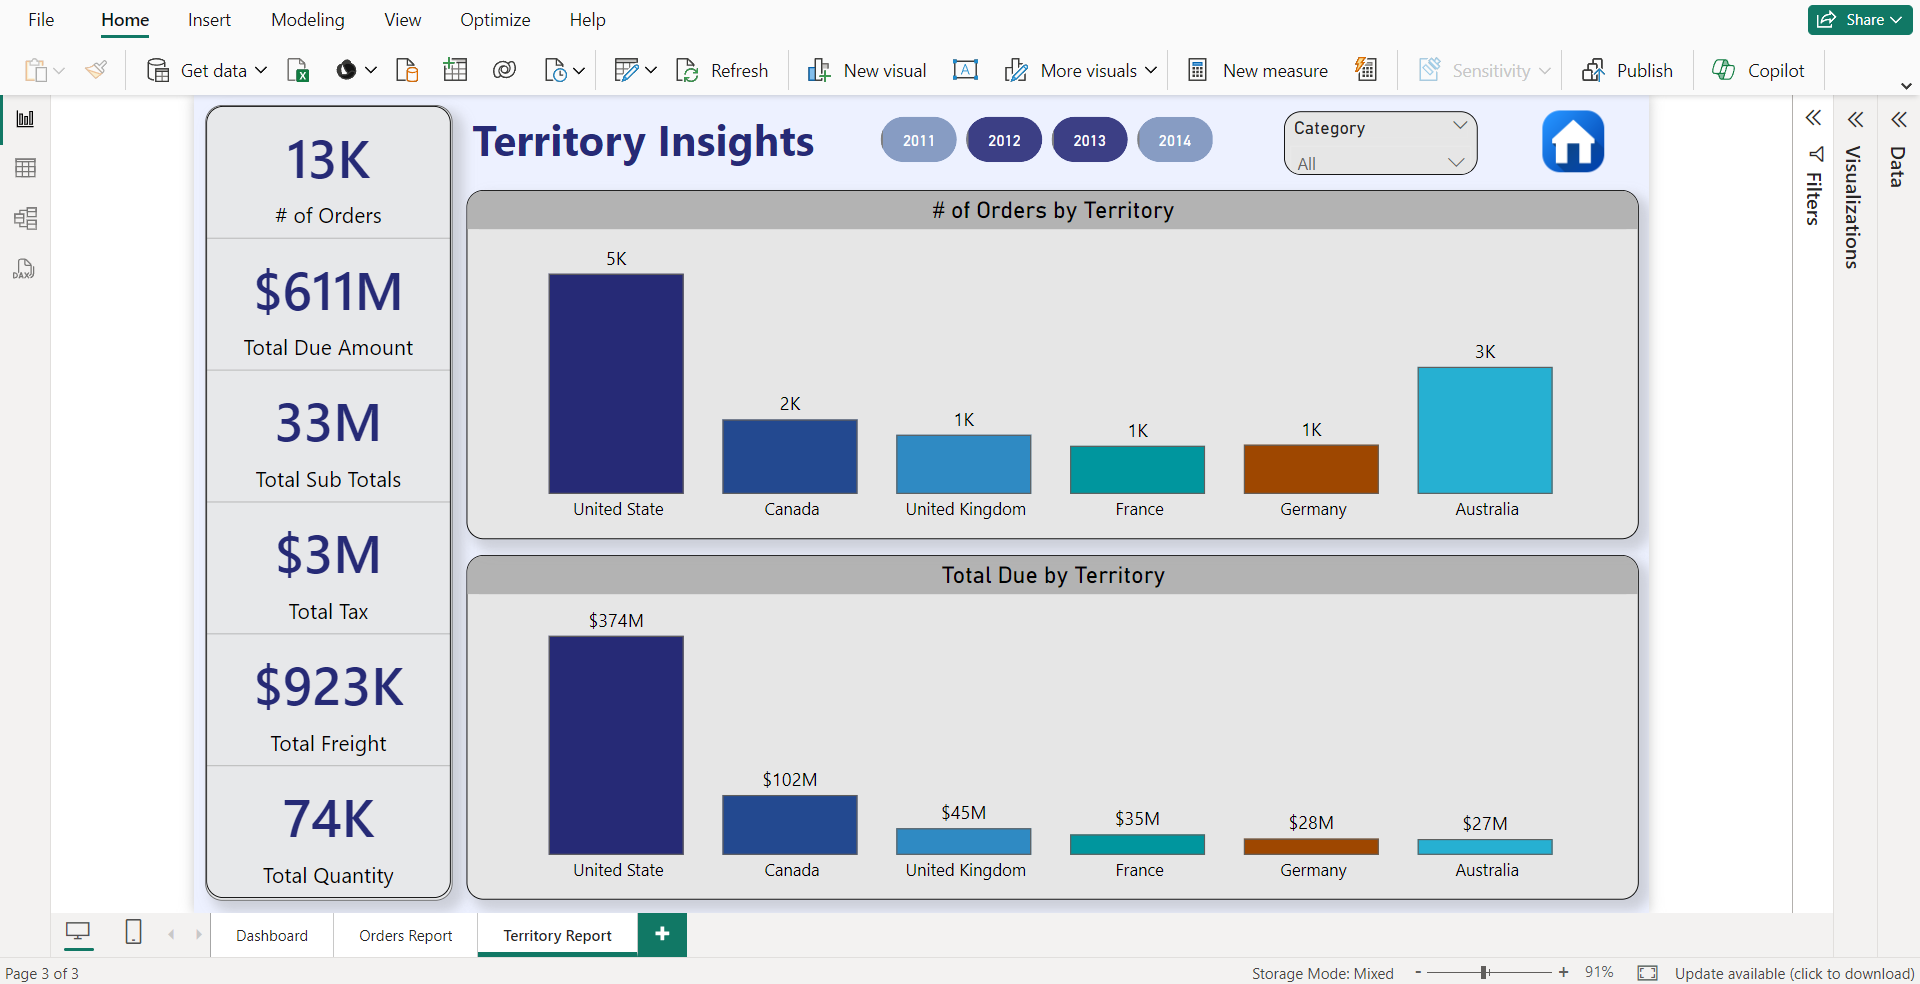 File Home Insert Modeling View Optimize Help Share
Get data Refresh New visual More visuals New measure Sensitivity Publish Copilot
13K
# of Orders
$611M
Total Due Amount
33M
Total Sub Totals
$3M
Total Tax
$923K
Total Freight
74K
Total Quantity
Territory Insights
2011 2012 2013 2014
Category
All
# of Orders by Territory
5K
2K
1K
1K
1K
3K
United State Canada United Kingdom France Germany Australia
Total Due by Territory
$374M
$102M
$45M
$35M
$28M
$27M
United State Canada United Kingdom France Germany Australia
Filters
Visualizations
Data
DAX
Dashboard Orders Report Territory Report +
Page 3 of 3 Storage Mode: Mixed - + 91% Update available (click to download)